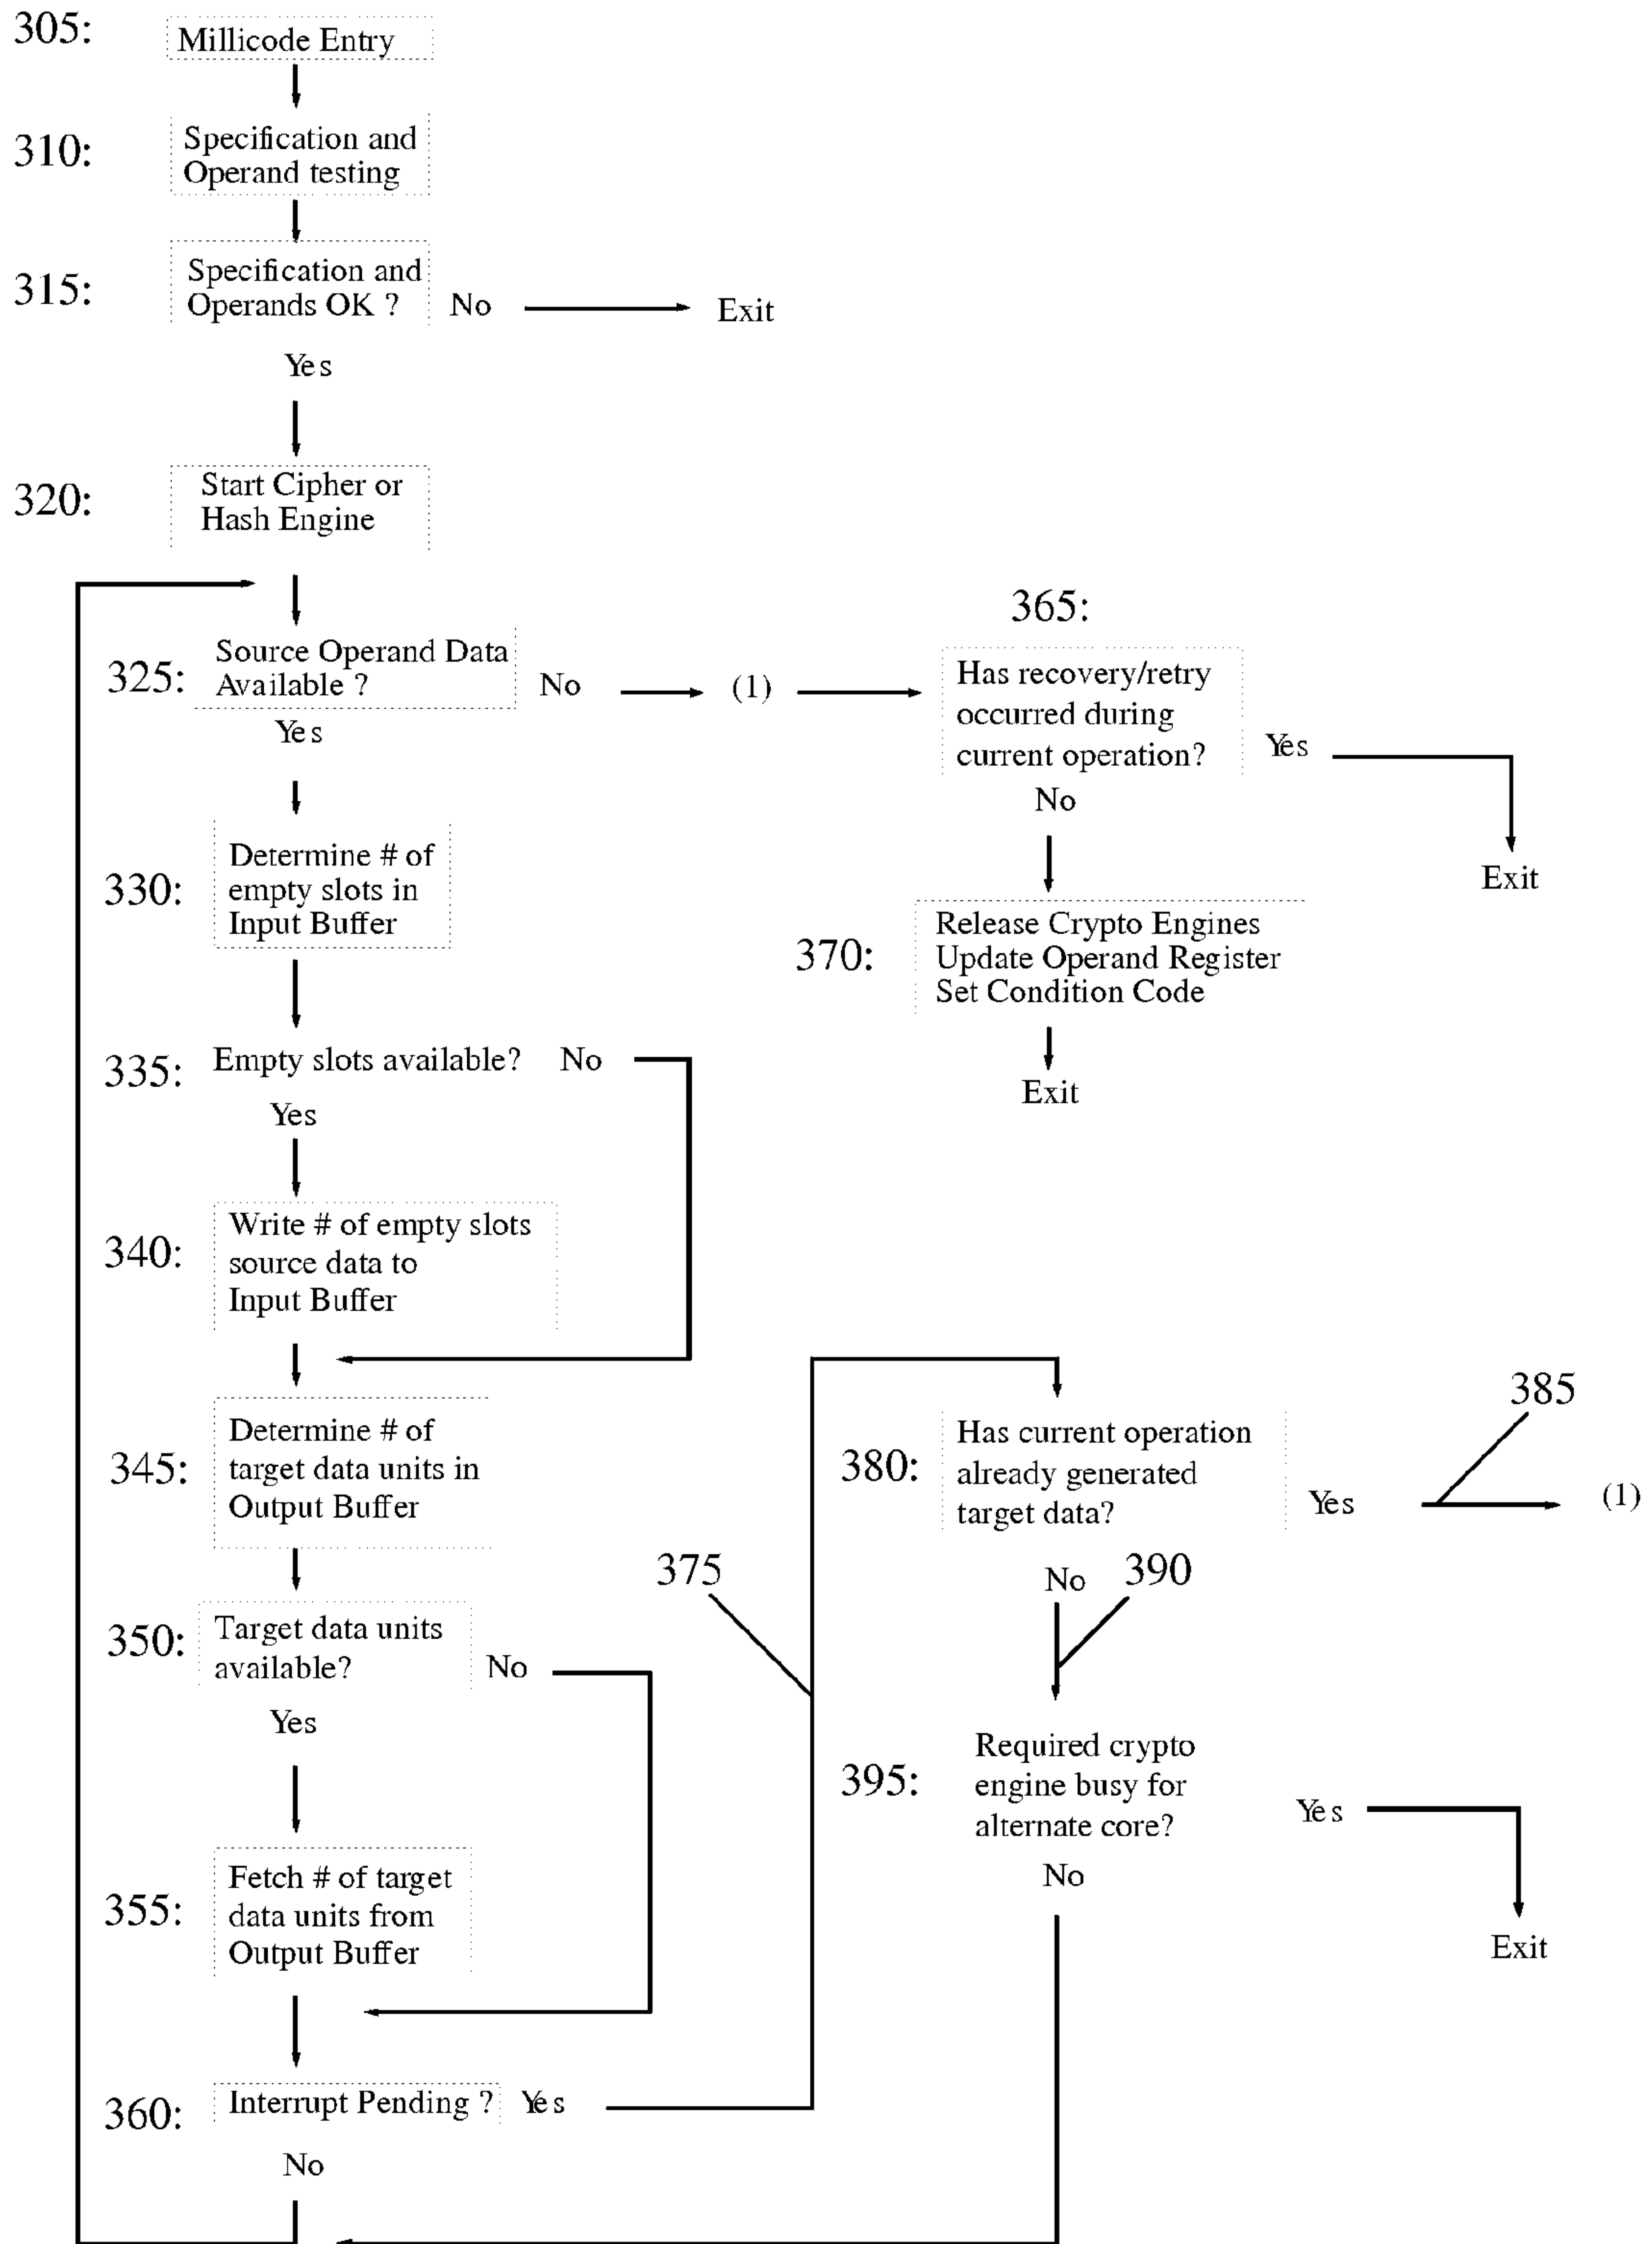 305:
Millicode Entry
310:
Specification and
Operand testing
315:
Specification and
Operands OK ?
No
Exit
Yes
320:
Start Cipher or
Hash Engine
325:
Source Operand Data
Available ?
No
(1)
Yes
365:
Has recovery/retry
occurred during
current operation?
Yes
Exit
No
370:
Release Crypto Engines
Update Operand Register
Set Condition Code
Exit
330:
Determine # of
empty slots in
Input Buffer
335:
Empty slots available?
No
Yes
340:
Write # of empty slots
source data to
Input Buffer
345:
Determine # of
target data units in
Output Buffer
350:
Target data units
available?
No
Yes
355:
Fetch # of target
data units from
Output Buffer
360:
Interrupt Pending ?
Yes
No
375
380:
Has current operation
already generated
target data?
Yes
385
(1)
No
390
395:
Required crypto
engine busy for
alternate core?
Yes
Exit
No